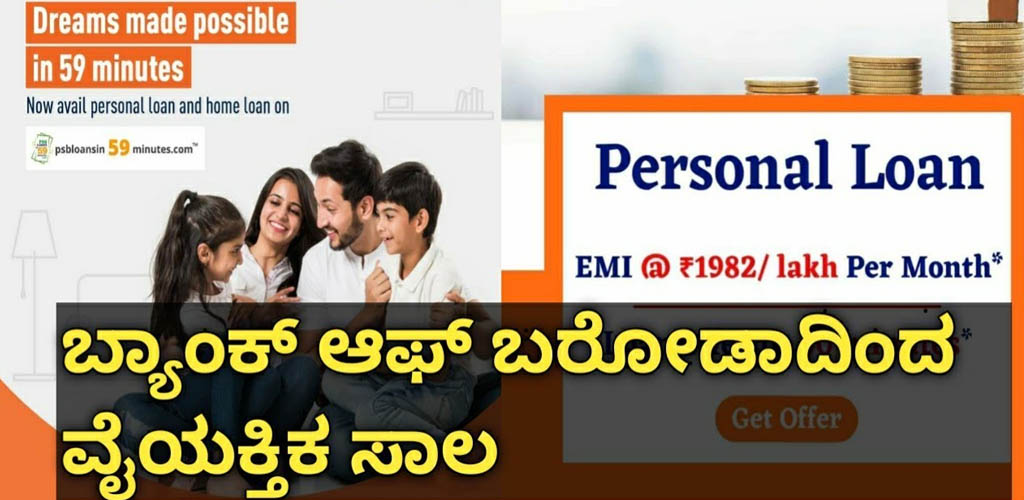 Dreams made possible
in 59 minutes
Now avail personal loan and home loan on
psbloansin 59 minutes.com™
Personal Loan
EMI @ ₹1982/ lakh Per Month*
Get Offer
ಬ್ಯಾಂಕ್ ಆಫ್ ಬರೋಡಾದಿಂದ
ವೈಯಕ್ತಿಕ ಸಾಲ